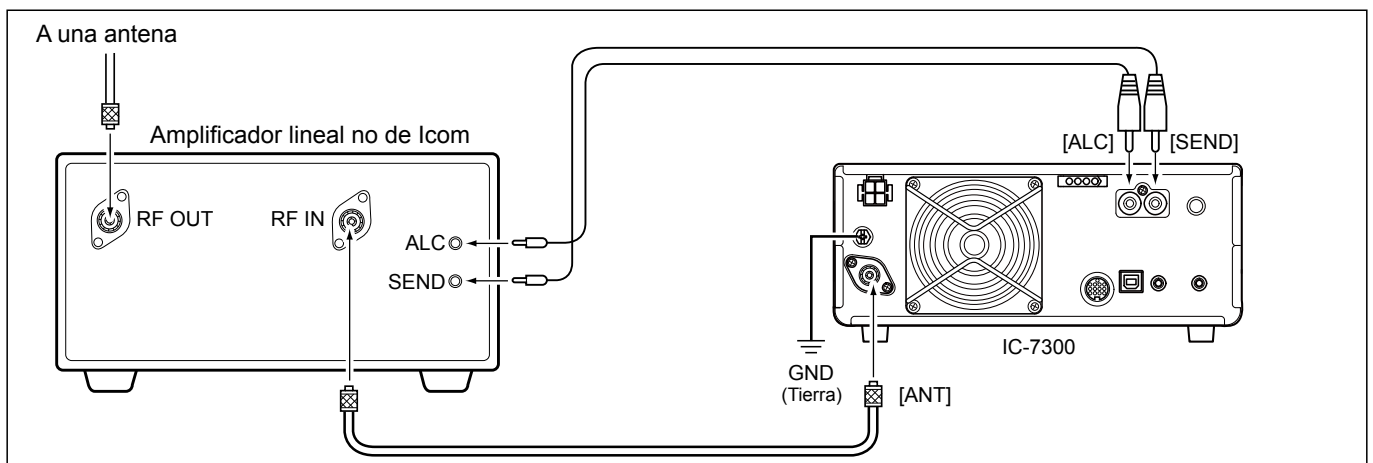 A una antena
Amplificador lineal no de Icom
RF OUT
RF IN
ALC
SEND
[ALC]
[SEND]
IC-7300
GND
(Tierra)
[ANT]